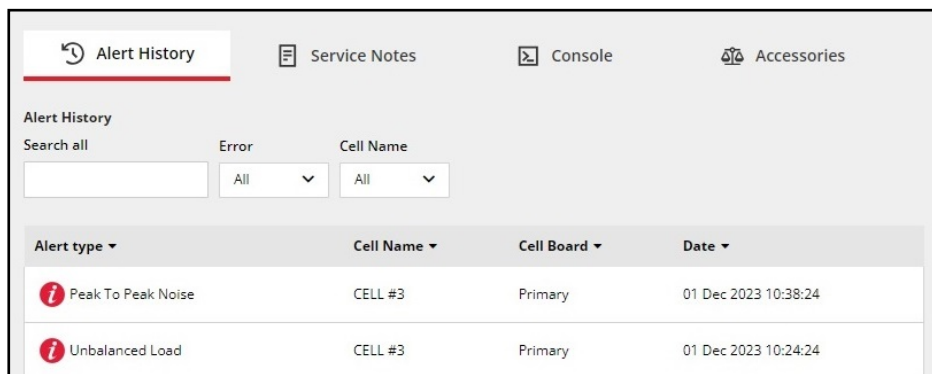 Alert History Service Notes Console Accessories
Alert History
Search all Error Cell Name
All All
Alert type Cell Name Cell Board Date
Peak To Peak Noise CELL #3 Primary 01 Dec 2023 10:38:24
Unbalanced Load CELL #3 Primary 01 Dec 2023 10:24:24